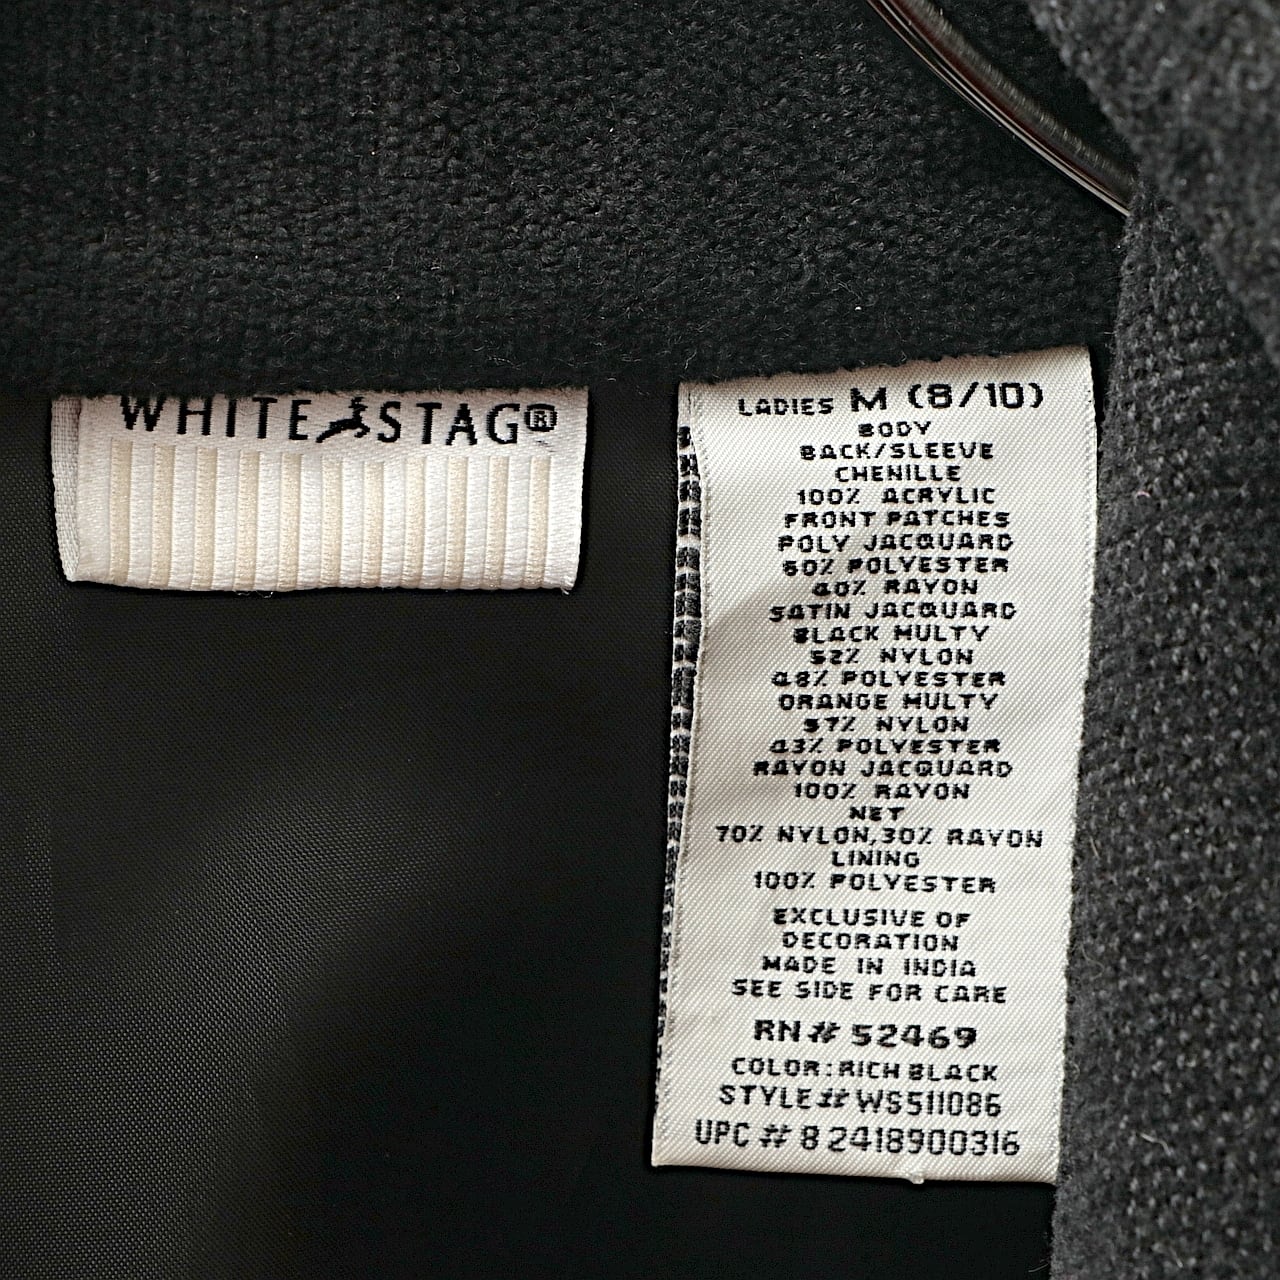 WHITE STAG®
LADIES M (8/10)
BODY
BACK/SLEEVE
CHENILLE
100% ACRYLIC
FRONT PATCHES
POLY JACQUARD
60% POLYESTER
40% RAYON
SATIN JACQUARD
BLACK MULTY
52% NYLON
48% POLYESTER
ORANGE MULTY
57% NYLON
43% POLYESTER
RAYON JACQUARD
100% RAYON
NET
70% NYLON,30% RAYON
LINING
100% POLYESTER
EXCLUSIVE OF
DECORATION
MADE IN INDIA
SEE SIDE FOR CARE
RN# 52469
COLOR:RICH BLACK
STYLE# WS511086
UPC # 8 2418900316